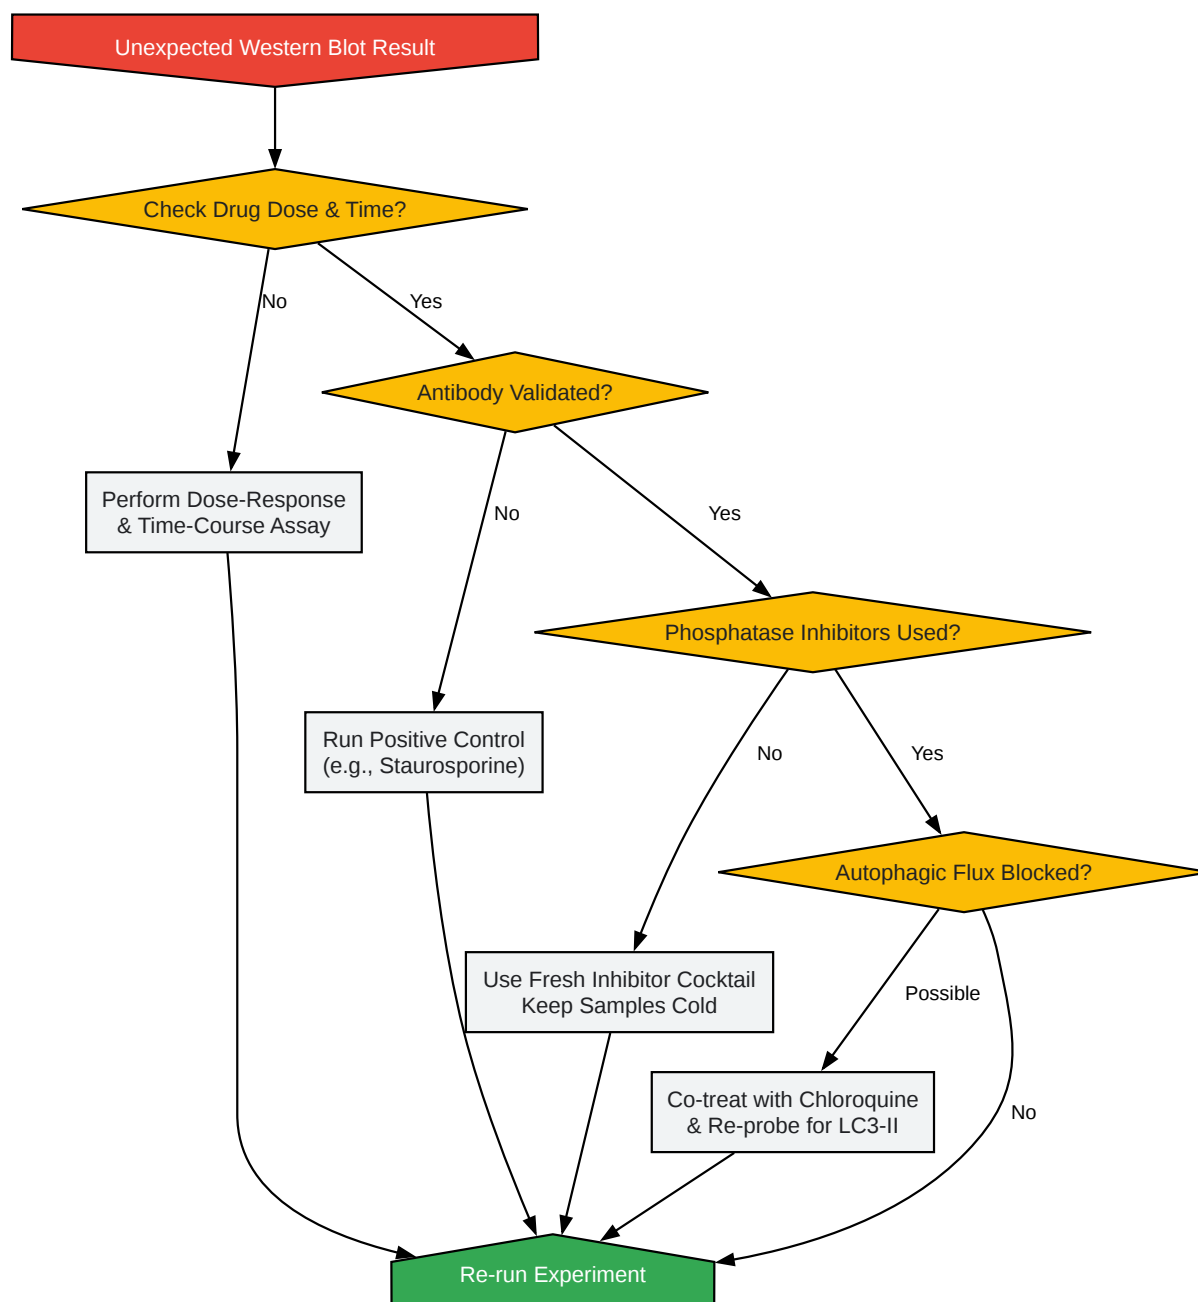 Unexpected Western Blot Result
Check Drug Dose & Time?
No
Yes
Antibody Validated?
Perform Dose-Response
& Time-Course Assay
No
Yes
Phosphatase Inhibitors Used?
Run Positive Control
(e.g., Staurosporine)
No
Yes
Autophagic Flux Blocked?
Use Fresh Inhibitor Cocktail
Keep Samples Cold
Possible
Co-treat with Chloroquine
& Re-probe for LC3-II
No
Re-run Experiment